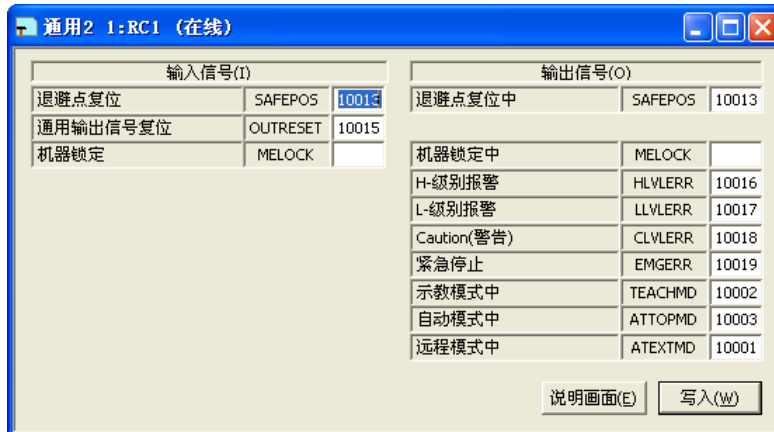 通用2 1:RC1 (在线)
输入信号(I) 输出信号(O)
退避点复位 SAFEPOS 10013 退避点复位中 SAFEPOS 10013
通用输出信号复位 OUTRESET 10015
机器锁定 MELOCK 机器锁定中 MELOCK
H-级别报警 HLVLERR 10016
L-级别报警 LLVLERR 10017
Caution(警告) CLVLERR 10018
紧急停止 EMGERR 10019
示教模式中 TEACHMD 10002
自动模式中 ATTOPMD 10003
远程模式中 ATEXTMD 10001
说明画面(E) 写入(W)